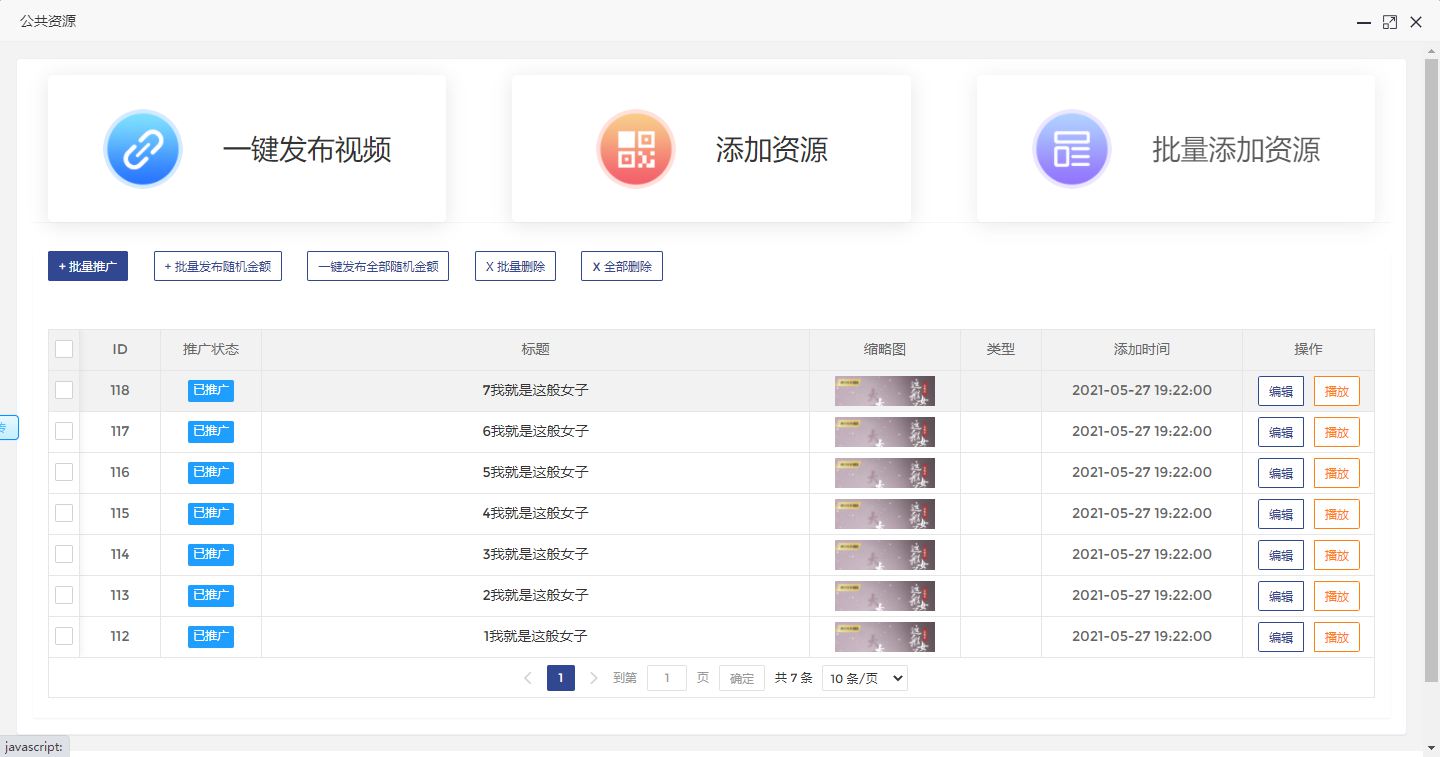 公共资源
一键发布视频 添加资源 批量添加资源
+ 批量推广 + 批量发布随机金额 一键发布全部随机金额 X 批量删除 X 全部删除
ID 推广状态 标题 缩略图 类型 添加时间 操作
118 已推广 7我就是这般女子 2021-05-27 19:22:00 编辑 播放
117 已推广 6我就是这般女子 2021-05-27 19:22:00 编辑 播放
116 已推广 5我就是这般女子 2021-05-27 19:22:00 编辑 播放
115 已推广 4我就是这般女子 2021-05-27 19:22:00 编辑 播放
114 已推广 3我就是这般女子 2021-05-27 19:22:00 编辑 播放
113 已推广 2我就是这般女子 2021-05-27 19:22:00 编辑 播放
112 已推广 1我就是这般女子 2021-05-27 19:22:00 编辑 播放
1 到第 1 页 确定 共 7 条 10 条/页
javascript: